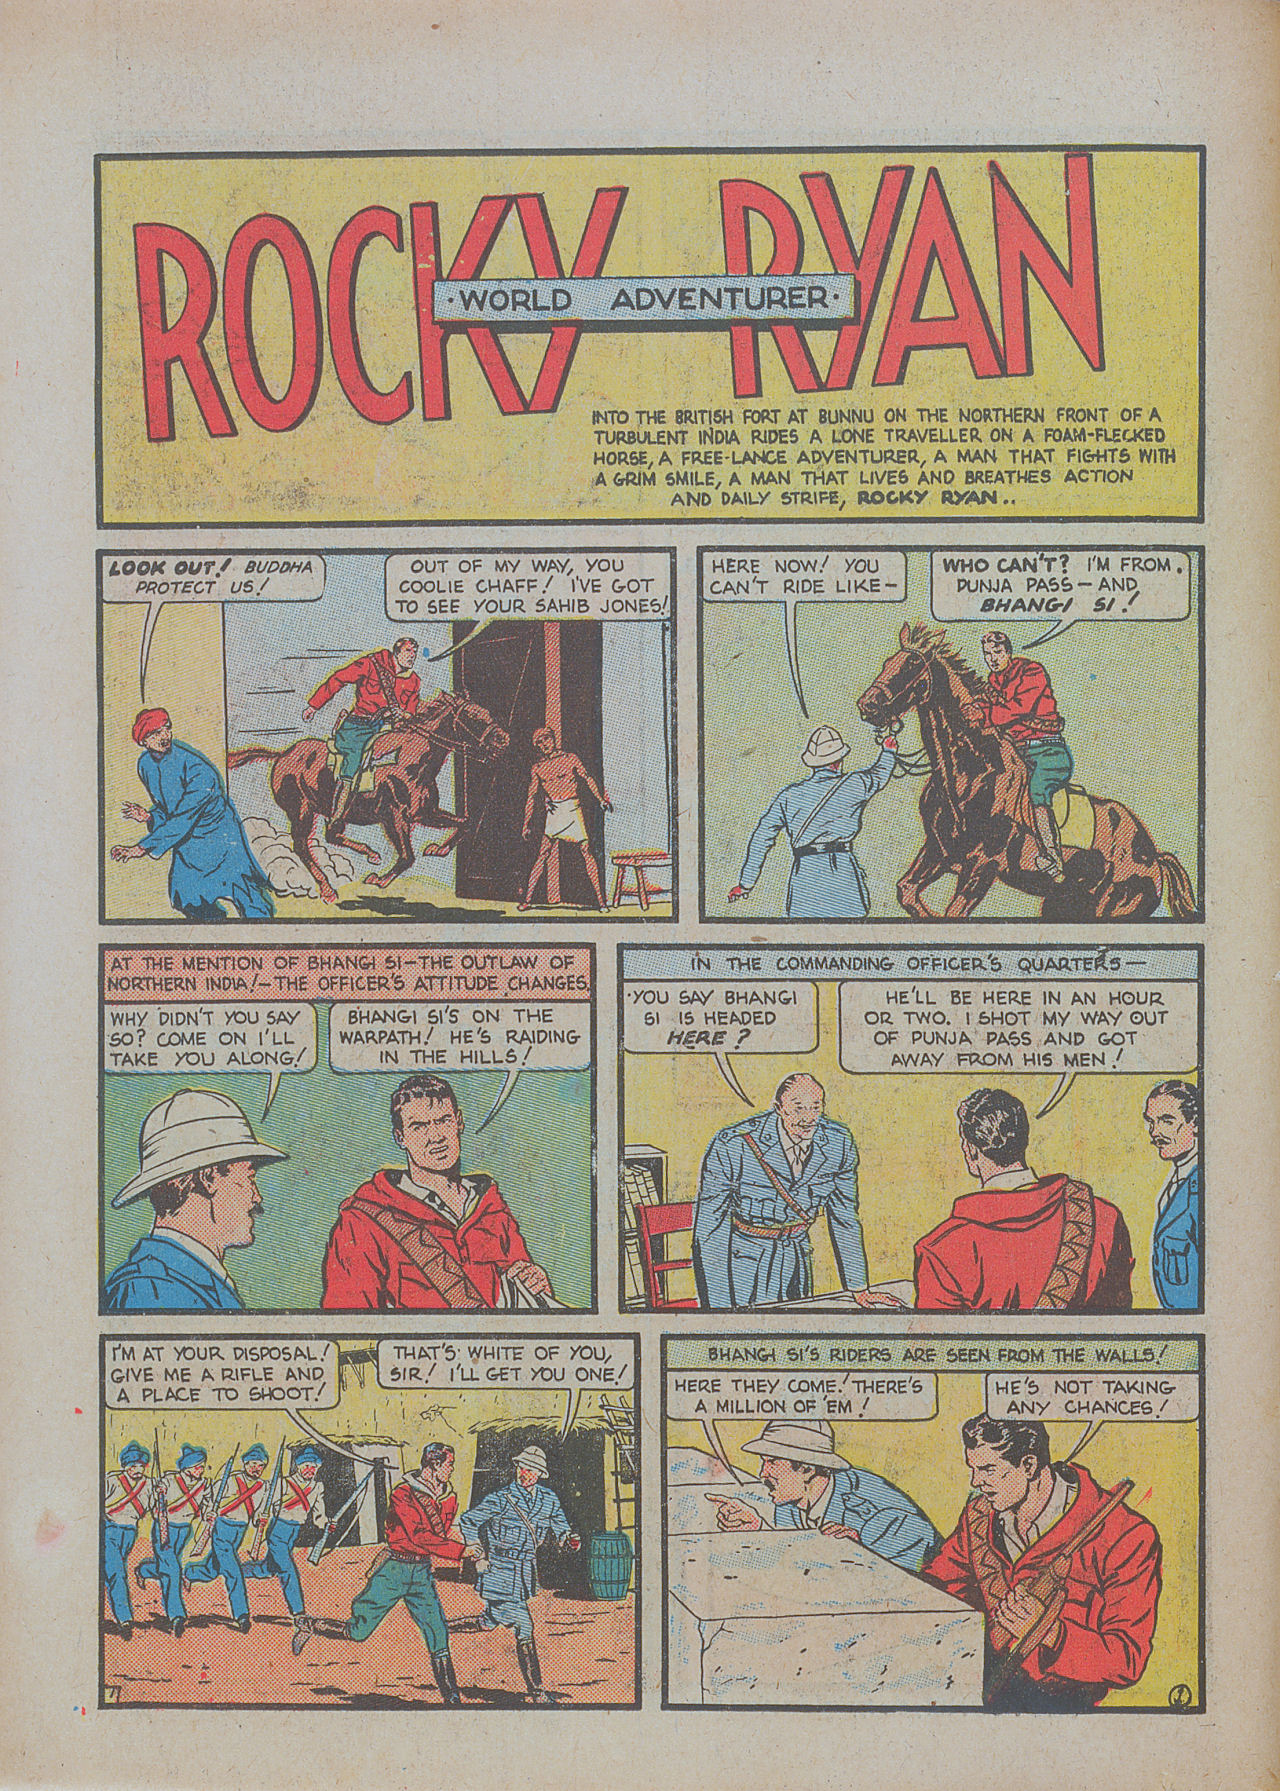 ROCKY RYAN
·WORLD ADVENTURER·
INTO THE BRITISH FORT AT BUNNU ON THE NORTHERN FRONT OF A
TURBULENT INDIA RIDES A LONE TRAVELLER ON A FOAM-FLECKED
HORSE, A FREE-LANCE ADVENTURER, A MAN THAT FIGHTS WITH
A GRIM SMILE, A MAN THAT LIVES AND BREATHES ACTION
AND DAILY STRIFE, ROCKY RYAN..
LOOK OUT! BUDDHA
PROTECT US!
OUT OF MY WAY, YOU
COOLIE CHAFF! I'VE GOT
TO SEE YOUR SAHIB JONES!
HERE NOW! YOU
CAN'T RIDE LIKE-
WHO CAN'T? I'M FROM
PUNJA PASS-AND
BHANGI SI!
AT THE MENTION OF BHANGI SI-THE OUTLAW OF
NORTHERN INDIA!-THE OFFICER'S ATTITUDE CHANGES.
WHY DIDN'T YOU SAY
SO? COME ON I'LL
TAKE YOU ALONG!
BHANGI SI'S ON THE
WARPATH! HE'S RAIDING
IN THE HILLS!
IN THE COMMANDING OFFICER'S QUARTERS-
YOU SAY BHANGI
SI IS HEADED
HERE?
HE'LL BE HERE IN AN HOUR
OR TWO. I SHOT MY WAY OUT
OF PUNJA PASS AND GOT
AWAY FROM HIS MEN!
I'M AT YOUR DISPOSAL!
GIVE ME A RIFLE AND
A PLACE TO SHOOT!
THAT'S WHITE OF YOU,
SIR! I'LL GET YOU ONE!
7
BHANGI SI'S RIDERS ARE SEEN FROM THE WALLS!
HERE THEY COME! THERE'S
A MILLION OF 'EM!
HE'S NOT TAKING
ANY CHANCES!
1